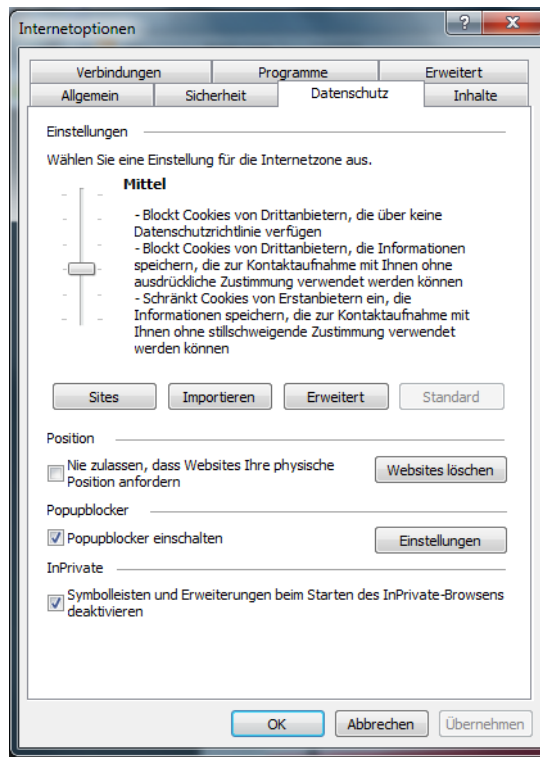 Internetoptionen
Verbindungen Programme Erweitert
Allgemein Sicherheit Datenschutz Inhalte
Einstellungen
Wählen Sie eine Einstellung für die Internetzone aus.
Mittel
- Blockt Cookies von Drittanbietern, die über keine
Datenschutzrichtlinie verfügen
- Blockt Cookies von Drittanbietern, die Informationen
speichern, die zur Kontaktaufnahme mit Ihnen ohne
ausdrückliche Zustimmung verwendet werden können
- Schränkt Cookies von Erstanbietern ein, die
Informationen speichern, die zur Kontaktaufnahme mit
Ihnen ohne stillschweigende Zustimmung verwendet
werden können
Sites Importieren Erweitert Standard
Position
Nie zulassen, dass Websites Ihre physische
Position anfordern
Websites löschen
Popupblocker
Popupblocker einschalten
Einstellungen
InPrivate
Symbolleisten und Erweiterungen beim Starten des InPrivate-Browsens
deaktivieren
OK Abbrechen Übernehmen